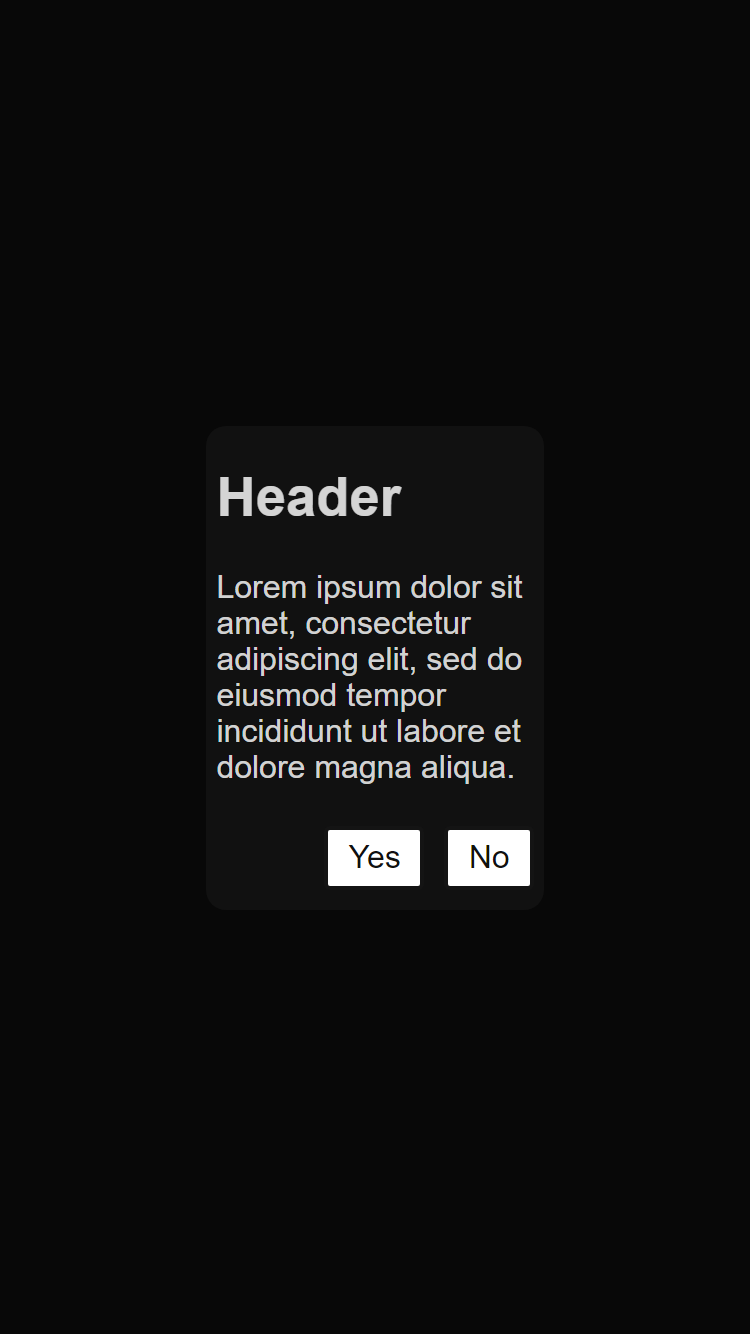 Header
Lorem ipsum dolor sit
amet, consectetur
adipiscing elit, sed do
eiusmod tempor
incididunt ut labore et
dolore magna aliqua.
Yes No